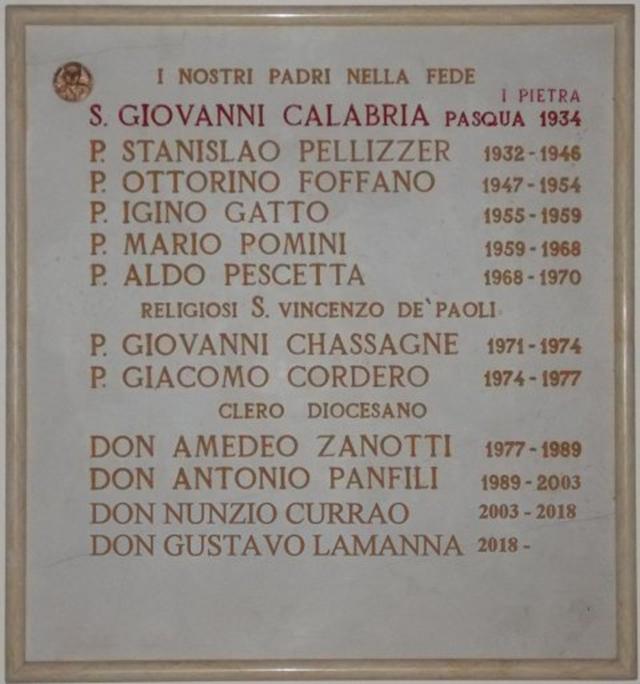 I NOSTRI PADRI NELLA FEDE
I PIETRA
S. GIOVANNI CALABRIA PASQUA 1934
P. STANISLAO PELLIZZER 1932-1946
P. OTTORINO FOFFANO 1947-1954
P. IGINO GATTO 1955-1959
P. MARIO POMINI 1959-1968
P. ALDO PESCETTA 1968-1970
RELIGIOSI S. VINCENZO DE` PAOLI
P. GIOVANNI CHASSAGNE 1971-1974
P. GIACOMO CORDERO 1974-1977
CLERO DIOCESANO
DON AMEDEO ZANOTTI 1977-1989
DON ANTONIO PANFILI 1989-2003
DON NUNZIO CURRAO 2003-2018
DON GUSTAVO LAMANNA 2018-